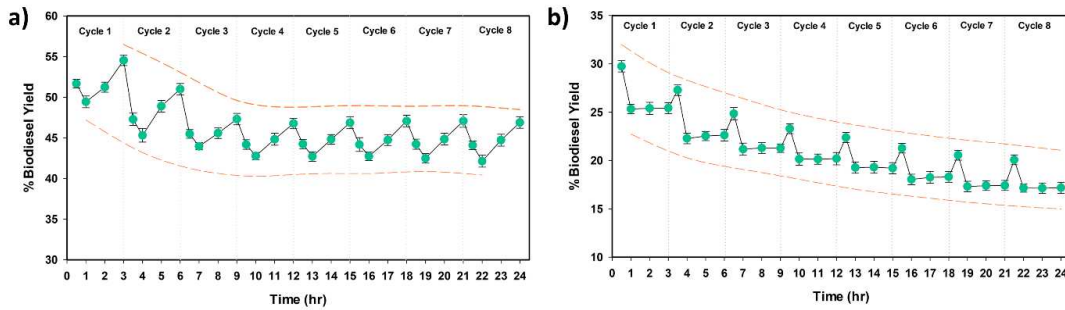 a)
% Biodiesel Yield
60
55
50
45
40
35
30
Cycle 1 Cycle 2 Cycle 3 Cycle 4 Cycle 5 Cycle 6 Cycle 7 Cycle 8
0 1 2 3 4 5 6 7 8 9 10 11 12 13 14 15 16 17 18 19 20 21 22 23 24
Time (hr)
b)
% Biodiesel Yield
35
30
25
20
15
10
Cycle 1 Cycle 2 Cycle 3 Cycle 4 Cycle 5 Cycle 6 Cycle 7 Cycle 8
0 1 2 3 4 5 6 7 8 9 10 11 12 13 14 15 16 17 18 19 20 21 22 23 24
Time (hr)